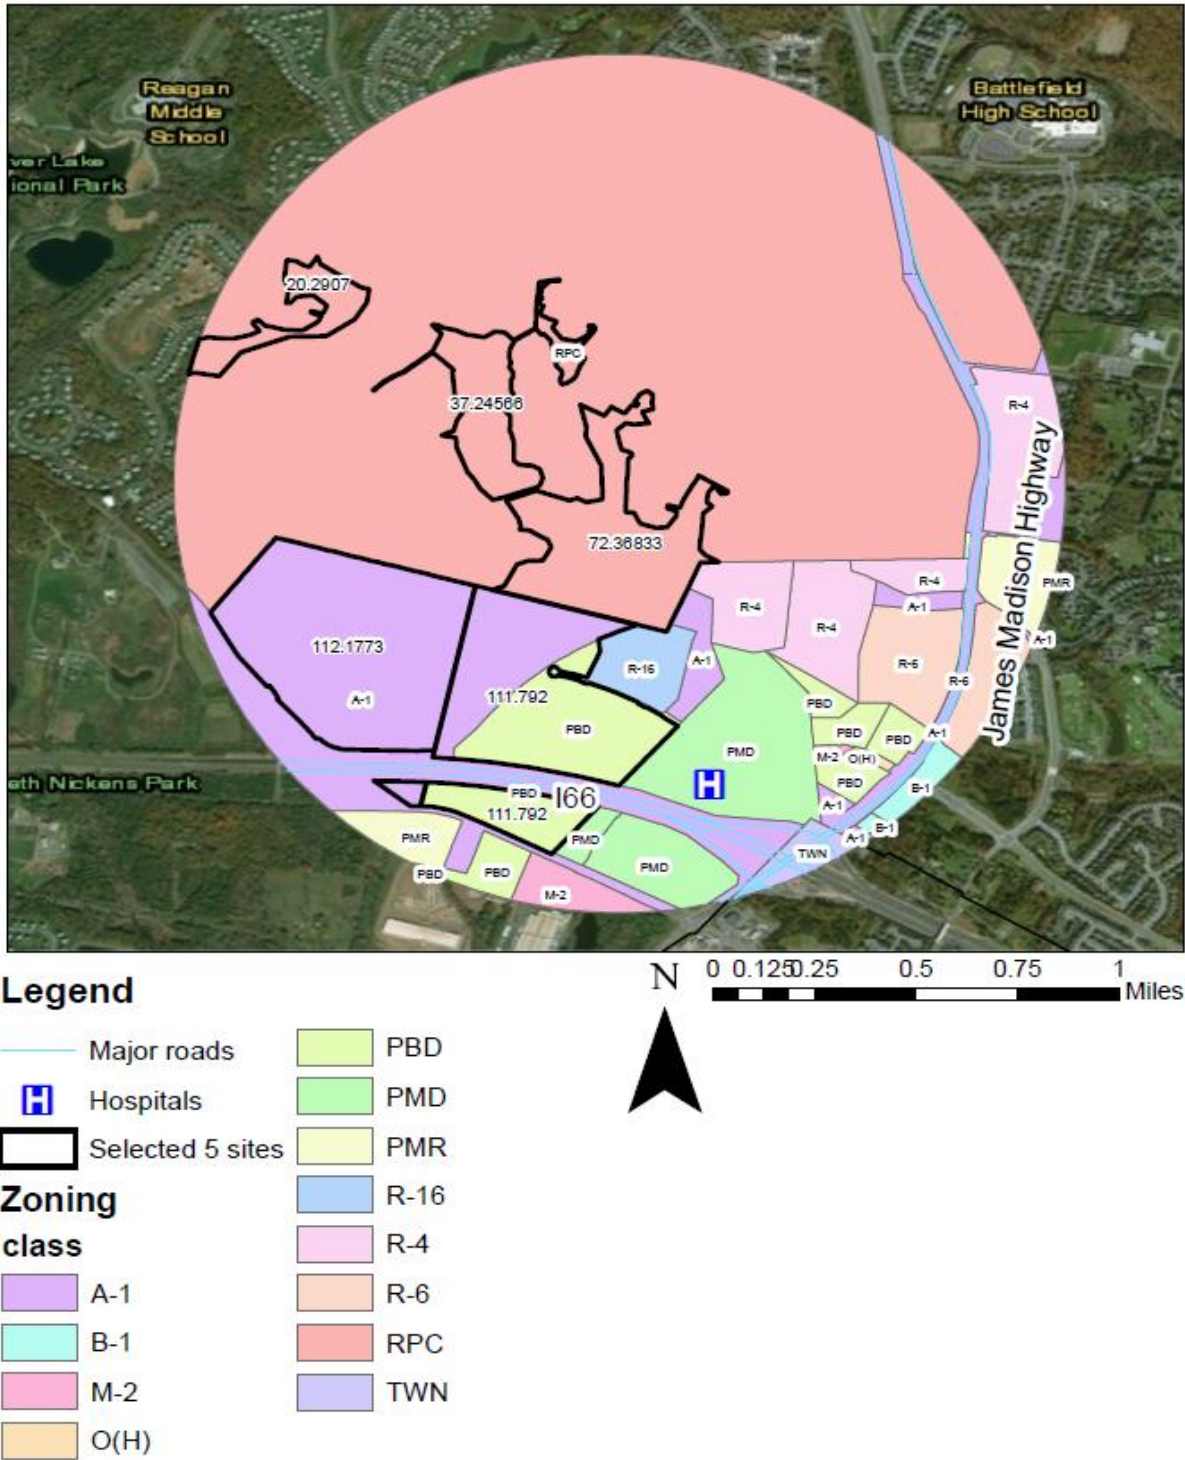 Reagan
Middle
School
Battlefield
High School
ver Lake
ional Park
20.2907
RPC
37.24566
R-4
72.36833
R-4
PMR
R-4
A-1
R-4
A-1
112.1773
R-16
A-1
R-6
R-6
James Madison Highway
A-1
111.792
PBD
PBD
PBD
PBD
A-1
PMD
M-2
O(H)
eth Nickens Park
PBD
B-1
PBD
I66
111.792
A-1
B-1
PMR
PMD
A-1
TWN
PBD
PBD
PMD
M-2
N
0 0.125 0.25 0.5 0.75 1
Miles
Legend
Major roads
Hospitals
Selected 5 sites
Zoning
class
A-1
B-1
M-2
O(H)
PBD
PMD
PMR
R-16
R-4
R-6
RPC
TWN
H
H